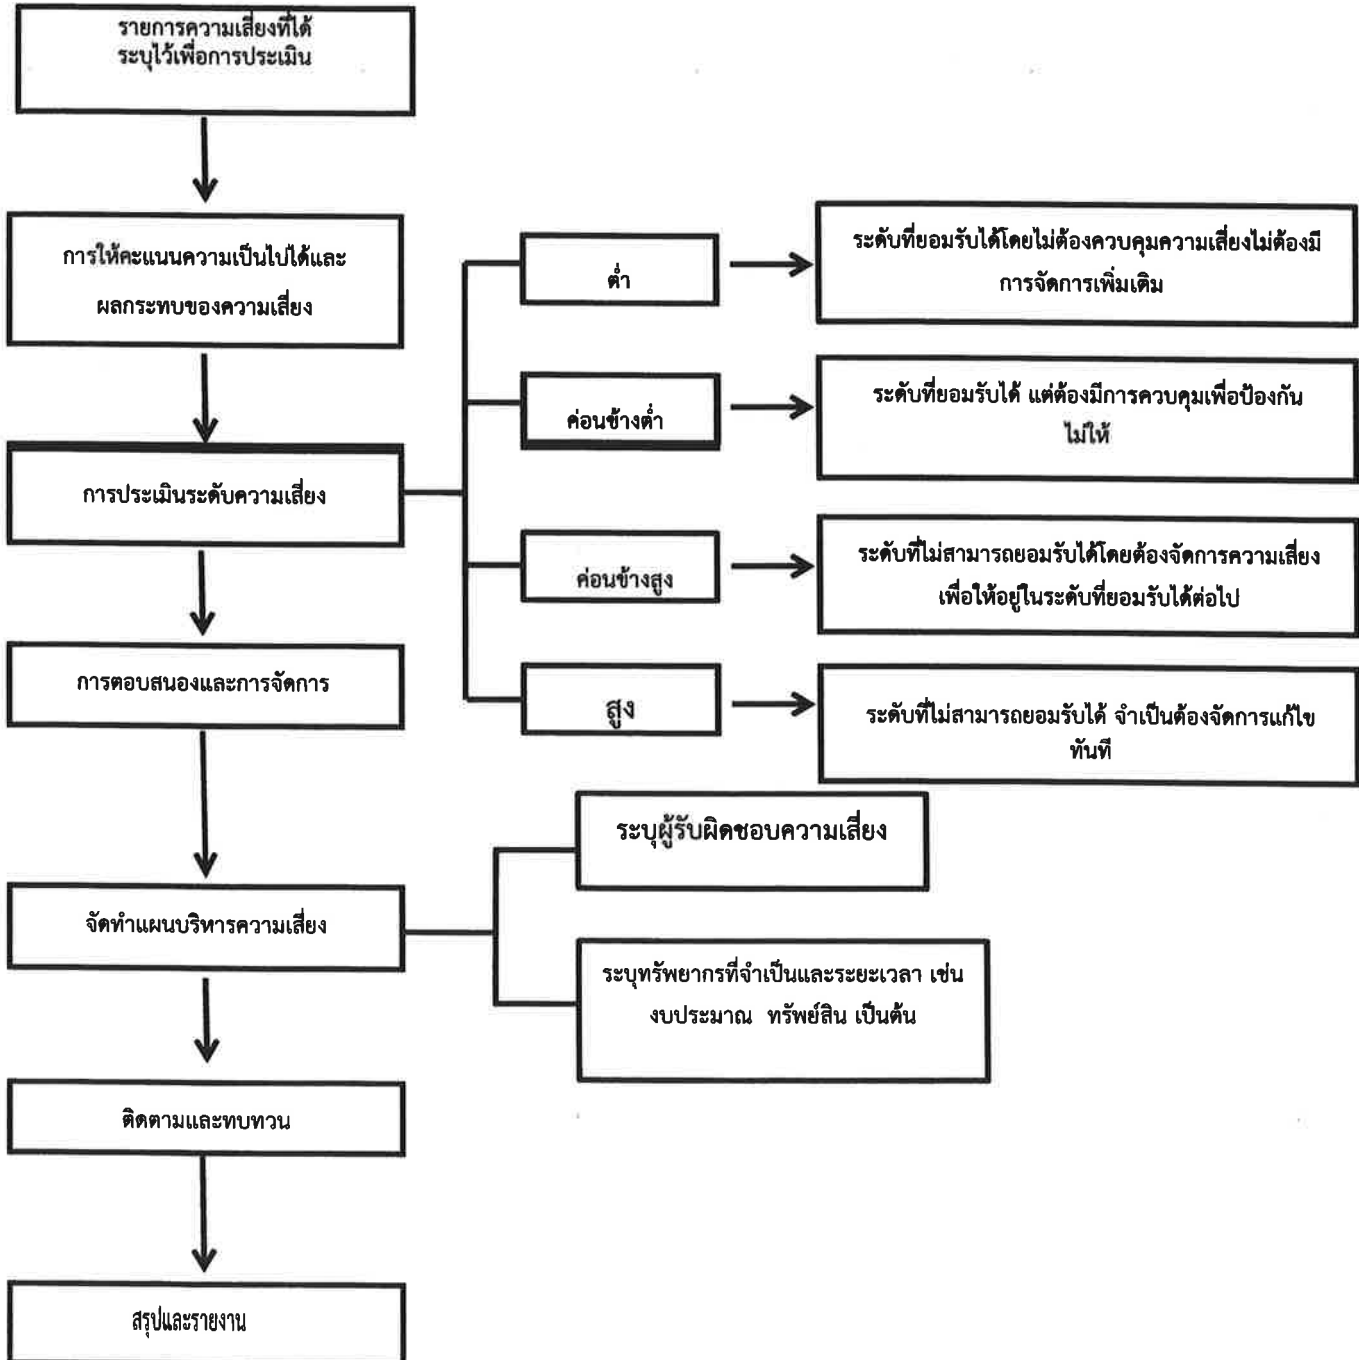 รายการความเสี่ยงที่ได้
ระบุไว้เพื่อการประเมิน
การให้คะแนนความเป็นไปได้และ
ผลกระทบของความเสี่ยง
การประเมินระดับความเสี่ยง
ต่ำ
ระดับที่ยอมรับได้โดยไม่ต้องควบคุมความเสี่ยงไม่ต้องมี
การจัดการเพิ่มเติม
ค่อนข้างต่ำ
ระดับที่ยอมรับได้ แต่ต้องมีการควบคุมเพื่อป้องกัน
ไม่ให้
ค่อนข้างสูง
ระดับที่ไม่สามารถยอมรับได้โดยต้องจัดการความเสี่ยง
เพื่อให้อยู่ในระดับที่ยอมรับได้ต่อไป
สูง
ระดับที่ไม่สามารถยอมรับได้ จำเป็นต้องจัดการแก้ไข
ทันที
การตอบสนองและการจัดการ
จัดทำแผนบริหารความเสี่ยง
ระบุผู้รับผิดชอบความเสี่ยง
ระบุทรัพยากรที่จำเป็นและระยะเวลา เช่น
งบประมาณ ทรัพย์สิน เป็นต้น
ติดตามและทบทวน
สรุปและรายงาน